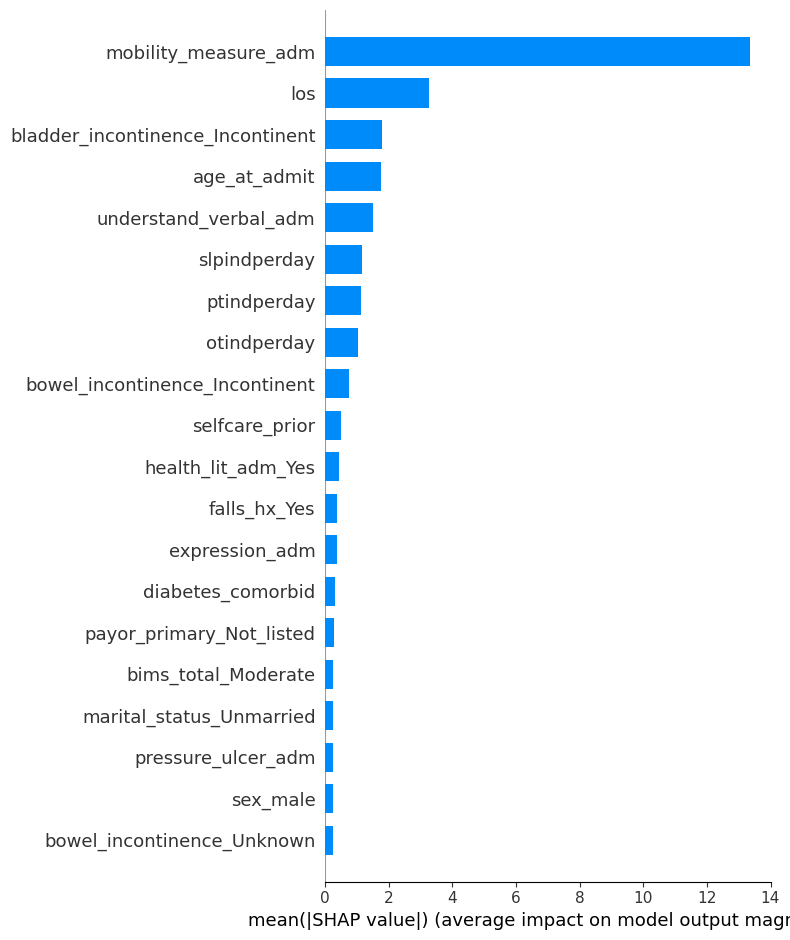 mobility_measure_adm
los
bladder_incontinence_Incontinent
age_at_admit
understand_verbal_adm
slpindperday
ptindperday
otindperday
bowel_incontinence_Incontinent
selfcare_prior
health_lit_adm_Yes
falls_hx_Yes
expression_adm
diabetes_comorbid
payor_primary_Not_listed
bims_total_Moderate
marital_status_Unmarried
pressure_ulcer_adm
sex_male
bowel_incontinence_Unknown
0 2 4 6 8 10 12 14
mean(|SHAP value|) (average impact on model output magr